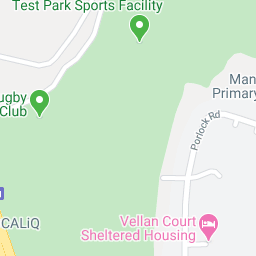 Test Park Sports Facility
ugby
Club
Man
Primary
Porlock Rd
CALiQ
Vellan Court
Sheltered Housing